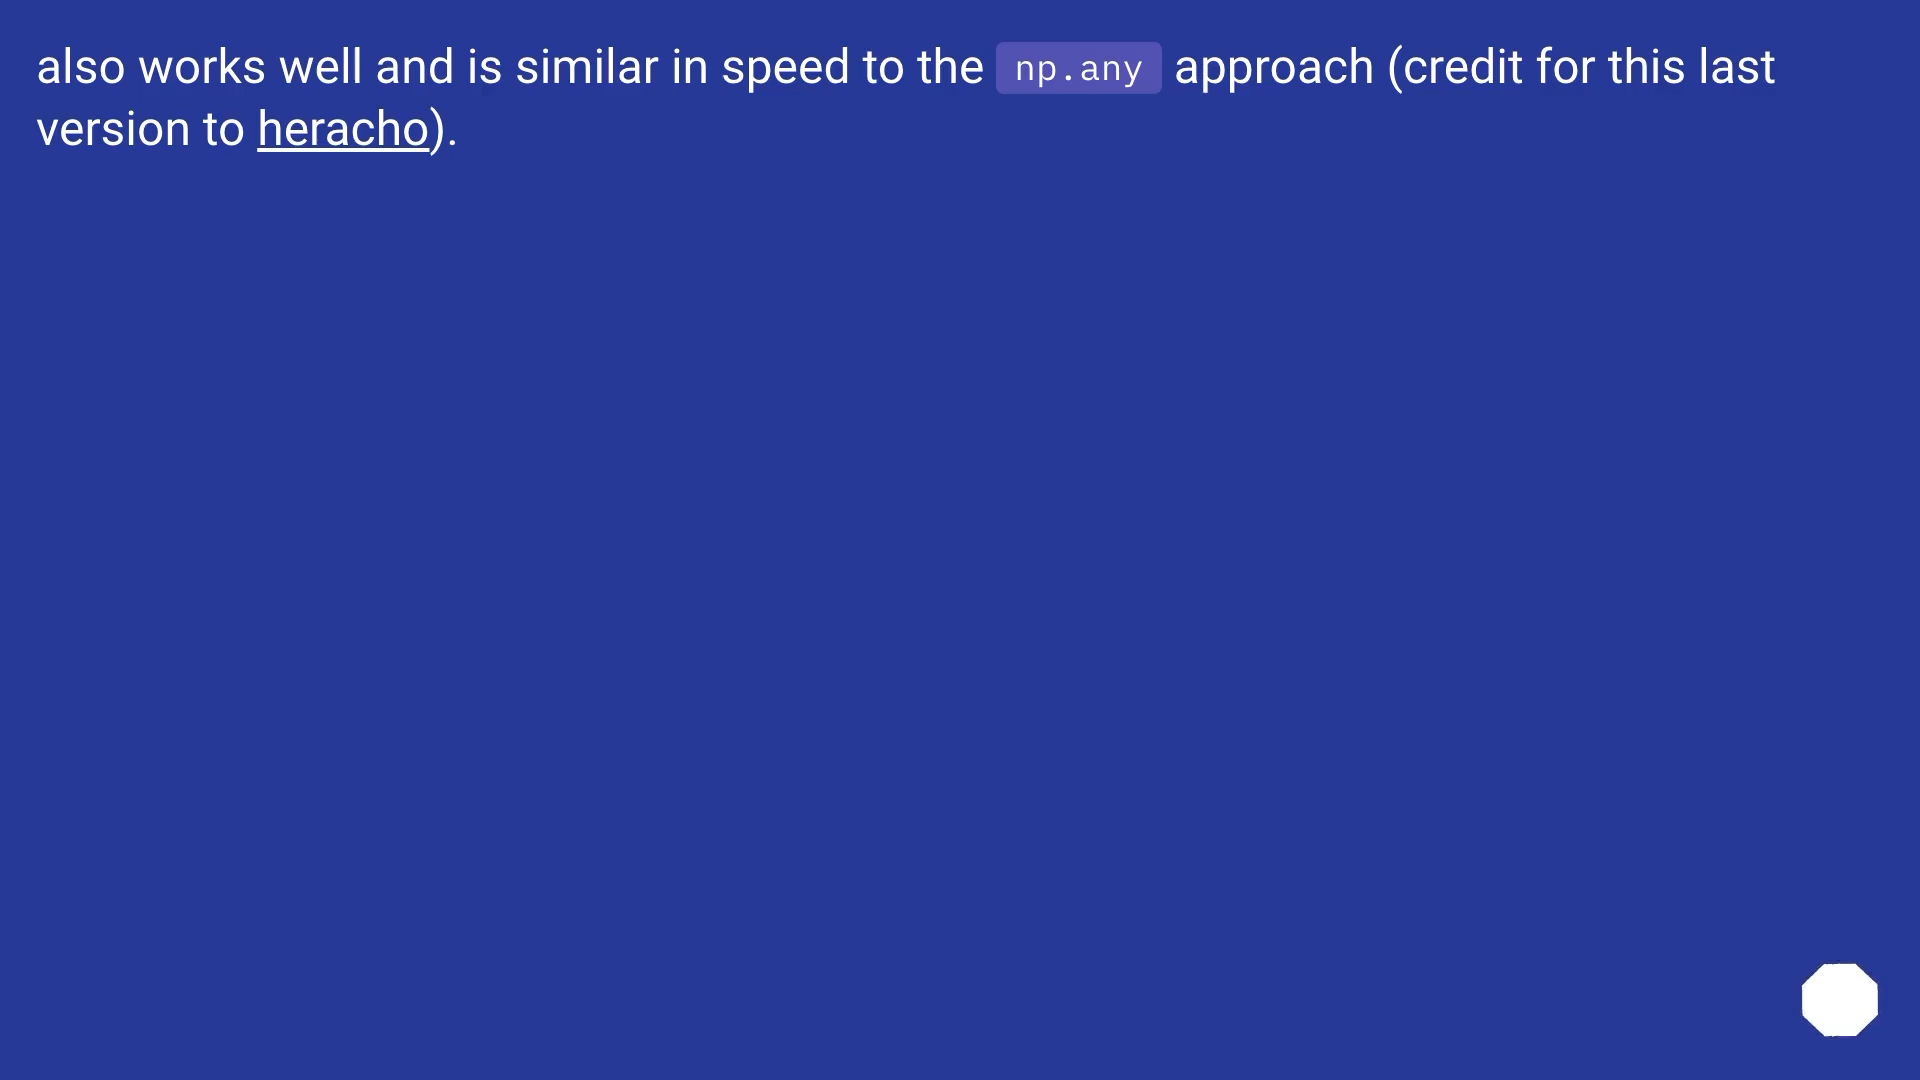 also works well and is similar in speed to the np.any approach (credit for this last
version to heracho).